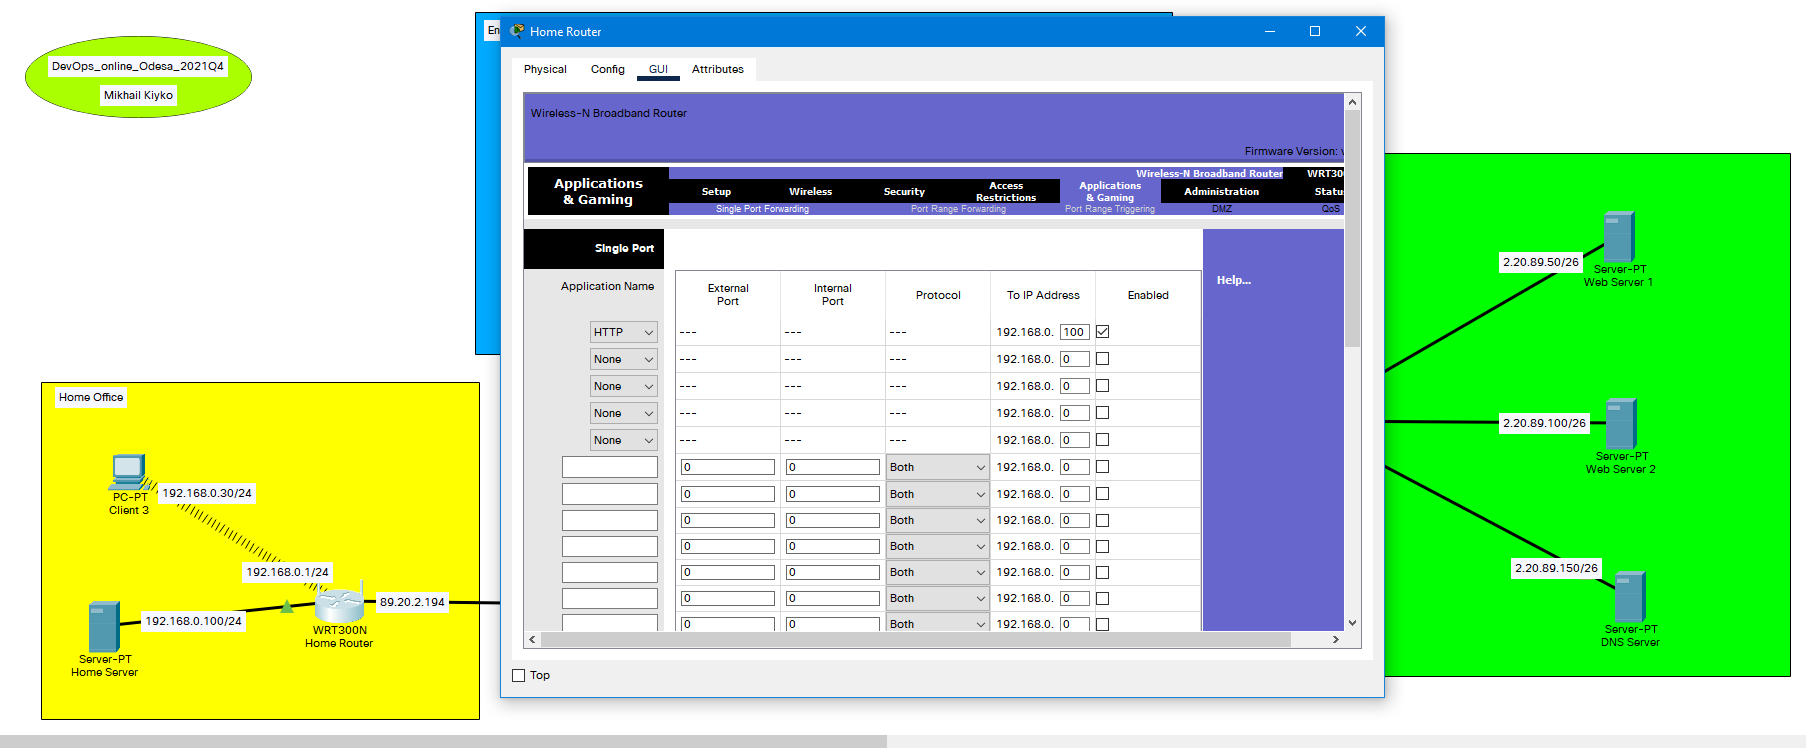 DevOps_online_Odesa_2021Q4
Mikhail Kiyko
En
Home Router
Physical Config GUI Attributes
Wireless-N Broadband Router
Firmware Version: v
Wireless-N Broadband Router WRT300
Applications & Gaming
Setup Wireless Security Access Restrictions Applications & Gaming Administration Status
Single Port Forwarding Port Range Forwarding Port Range Triggering DMZ QoS
Single Port
Help...
Application Name External Port Internal Port Protocol To IP Address Enabled
HTTP --- --- --- 192.168.0. 100
None --- --- --- 192.168.0. 0
None --- --- --- 192.168.0. 0
None --- --- --- 192.168.0. 0
None --- --- --- 192.168.0. 0
0 0 Both 192.168.0. 0
0 0 Both 192.168.0. 0
0 0 Both 192.168.0. 0
0 0 Both 192.168.0. 0
0 0 Both 192.168.0. 0
0 0 Both 192.168.0. 0
0 0 Both 192.168.0. 0
Top
Home Office
PC-PT
Client 3
192.168.0.30/24
192.168.0.1/24
192.168.0.100/24
89.20.2.194
WRT300N
Home Router
Server-PT
Home Server
2.20.89.50/26
Server-PT
Web Server 1
2.20.89.100/26
Server-PT
Web Server 2
2.20.89.150/26
Server-PT
DNS Server